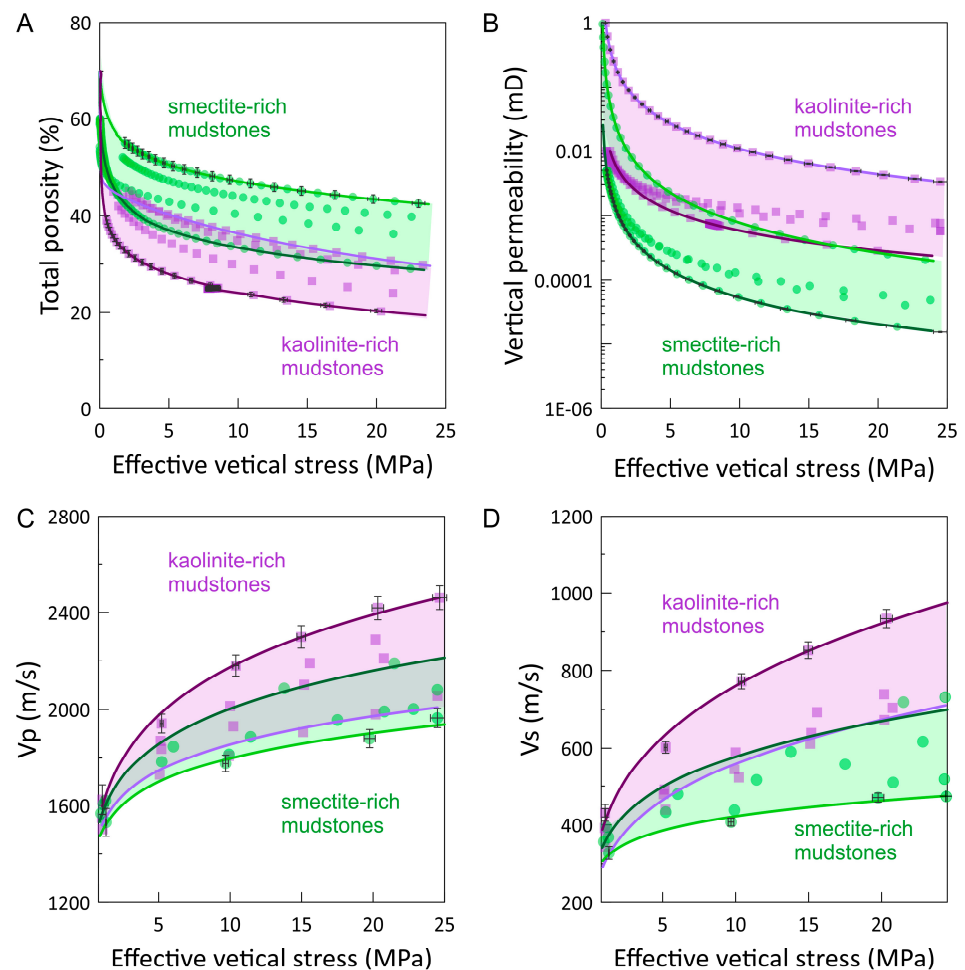 A
80
60
40
20
0
Total porosity (%)
smectite-rich
mudstones
kaolinite-rich
mudstones
0 5 10 15 20 25
Effective vetical stress (MPa)
B
1
0.1
0.01
0.0001
1E-06
Vertical permeability (mD)
kaolinite-rich
mudstones
smectite-rich
mudstones
0 5 10 15 20 25
Effective vetical stress (MPa)
C
2800
2400
2000
1600
1200
Vp (m/s)
kaolinite-rich
mudstones
smectite-rich
mudstones
5 10 15 20 25
Effective vertical stress (MPa)
D
1200
1000
800
600
400
200
Vs (m/s)
kaolinite-rich
mudstones
smectite-rich
mudstones
5 10 15 20
Effective vertical stress (MPa)